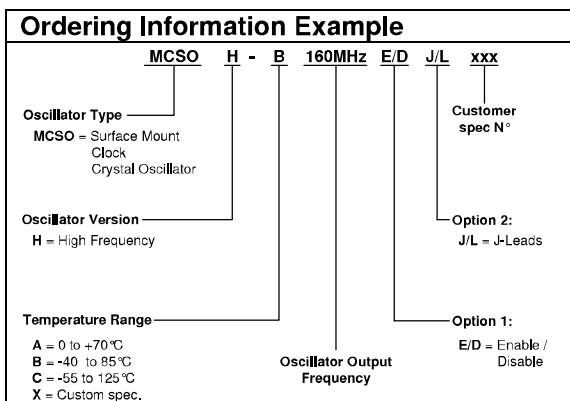 Ordering Information Example
MCSO H - B 160MHz E/D J/L xxx
Oscillator Type
MCSO = Surface Mount
Clock
Crystal Oscillator
Customer
spec N°
Oscillator Version
H = High Frequency
Option 2:
J/L = J-Leads
Temperature Range
A = 0 to +70°C
B = -40 to 85°C
C = -55 to 125°C
X = Custom spec.
Oscillator Output
Frequency
Option 1:
E/D = Enable /
Disable